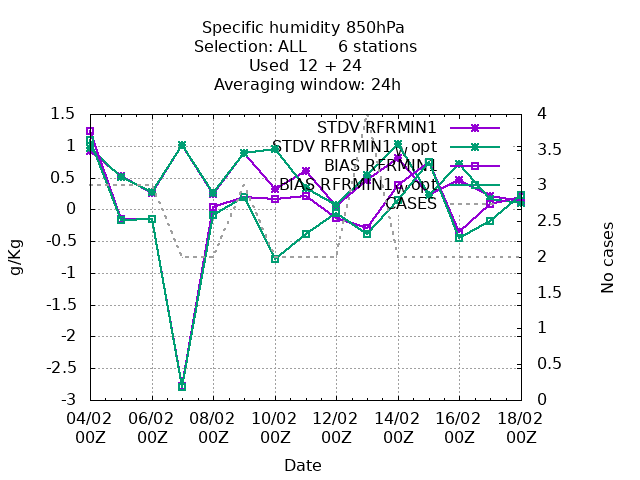 Specific humidity 850hPa
Selection: ALL      6 stations
Used  12 + 24
Averaging window: 24h
STDV RFRMIN1
STDV RFRMIN1_w_opt
BIAS RFRMIN1
BIAS RFRMIN1_w_opt
CASES
1.5
1
0.5
0
-0.5
-1
-1.5
-2
-2.5
-3
g/Kg
4
3.5
3
2.5
2
1.5
1
0.5
0
No cases
04/02 06/02 08/02 10/02 12/02 14/02 16/02 18/02
00Z 00Z 00Z 00Z 00Z 00Z 00Z 00Z
Date